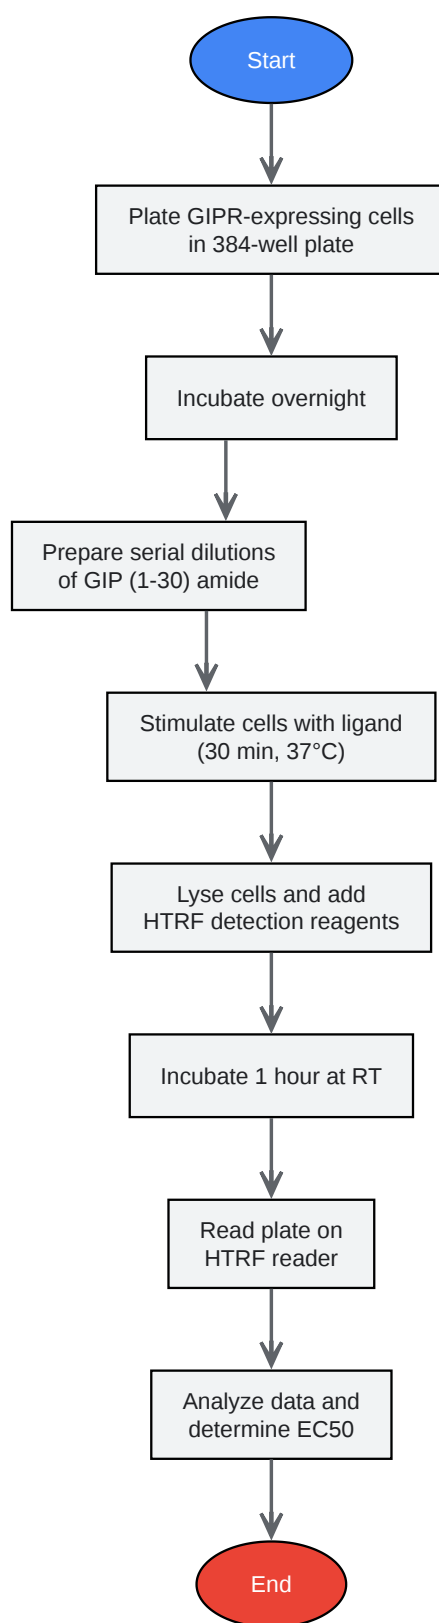 Start
Plate GIPR-expressing cells
in 384-well plate
Incubate overnight
Prepare serial dilutions
of GIP (1-30) amide
Stimulate cells with ligand
(30 min, 37°C)
Lyse cells and add
HTRF detection reagents
Incubate 1 hour at RT
Read plate on
HTRF reader
Analyze data and
determine EC50
End